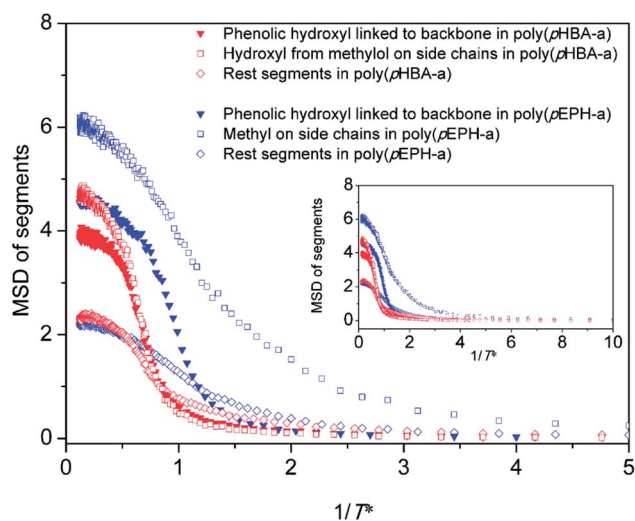 Phenolic hydroxyl linked to backbone in poly(pHBA-a)
Hydroxyl from methylol on side chains in poly(pHBA-a)
Rest segments in poly(pHBA-a)
Phenolic hydroxyl linked to backbone in poly(pEPH-a)
Methyl on side chains in poly(pEPH-a)
Rest segments in poly(pEPH-a)
MSD of segments
8
6
4
2
0
0 1 2 3 4 5
1/T*
MSD of segments
8
6
4
2
0
0 2 4 6 8 10
1/T*